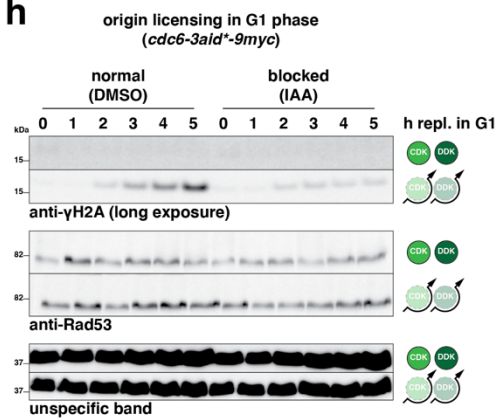 h
origin licensing in G1 phase
(cdc6-3aid*-9myc)
normal
(DMSO)
blocked
(IAA)
0 1 2 3 4 5 0 1 2 3 4 5 h repl. in G1
kDa
CDK DDK
15
CDK DDK
15
anti-γH2A (long exposure)
CDK DDK
82
CDK DDK
82
anti-Rad53
CDK DDK
37
CDK DDK
37
unspecific band